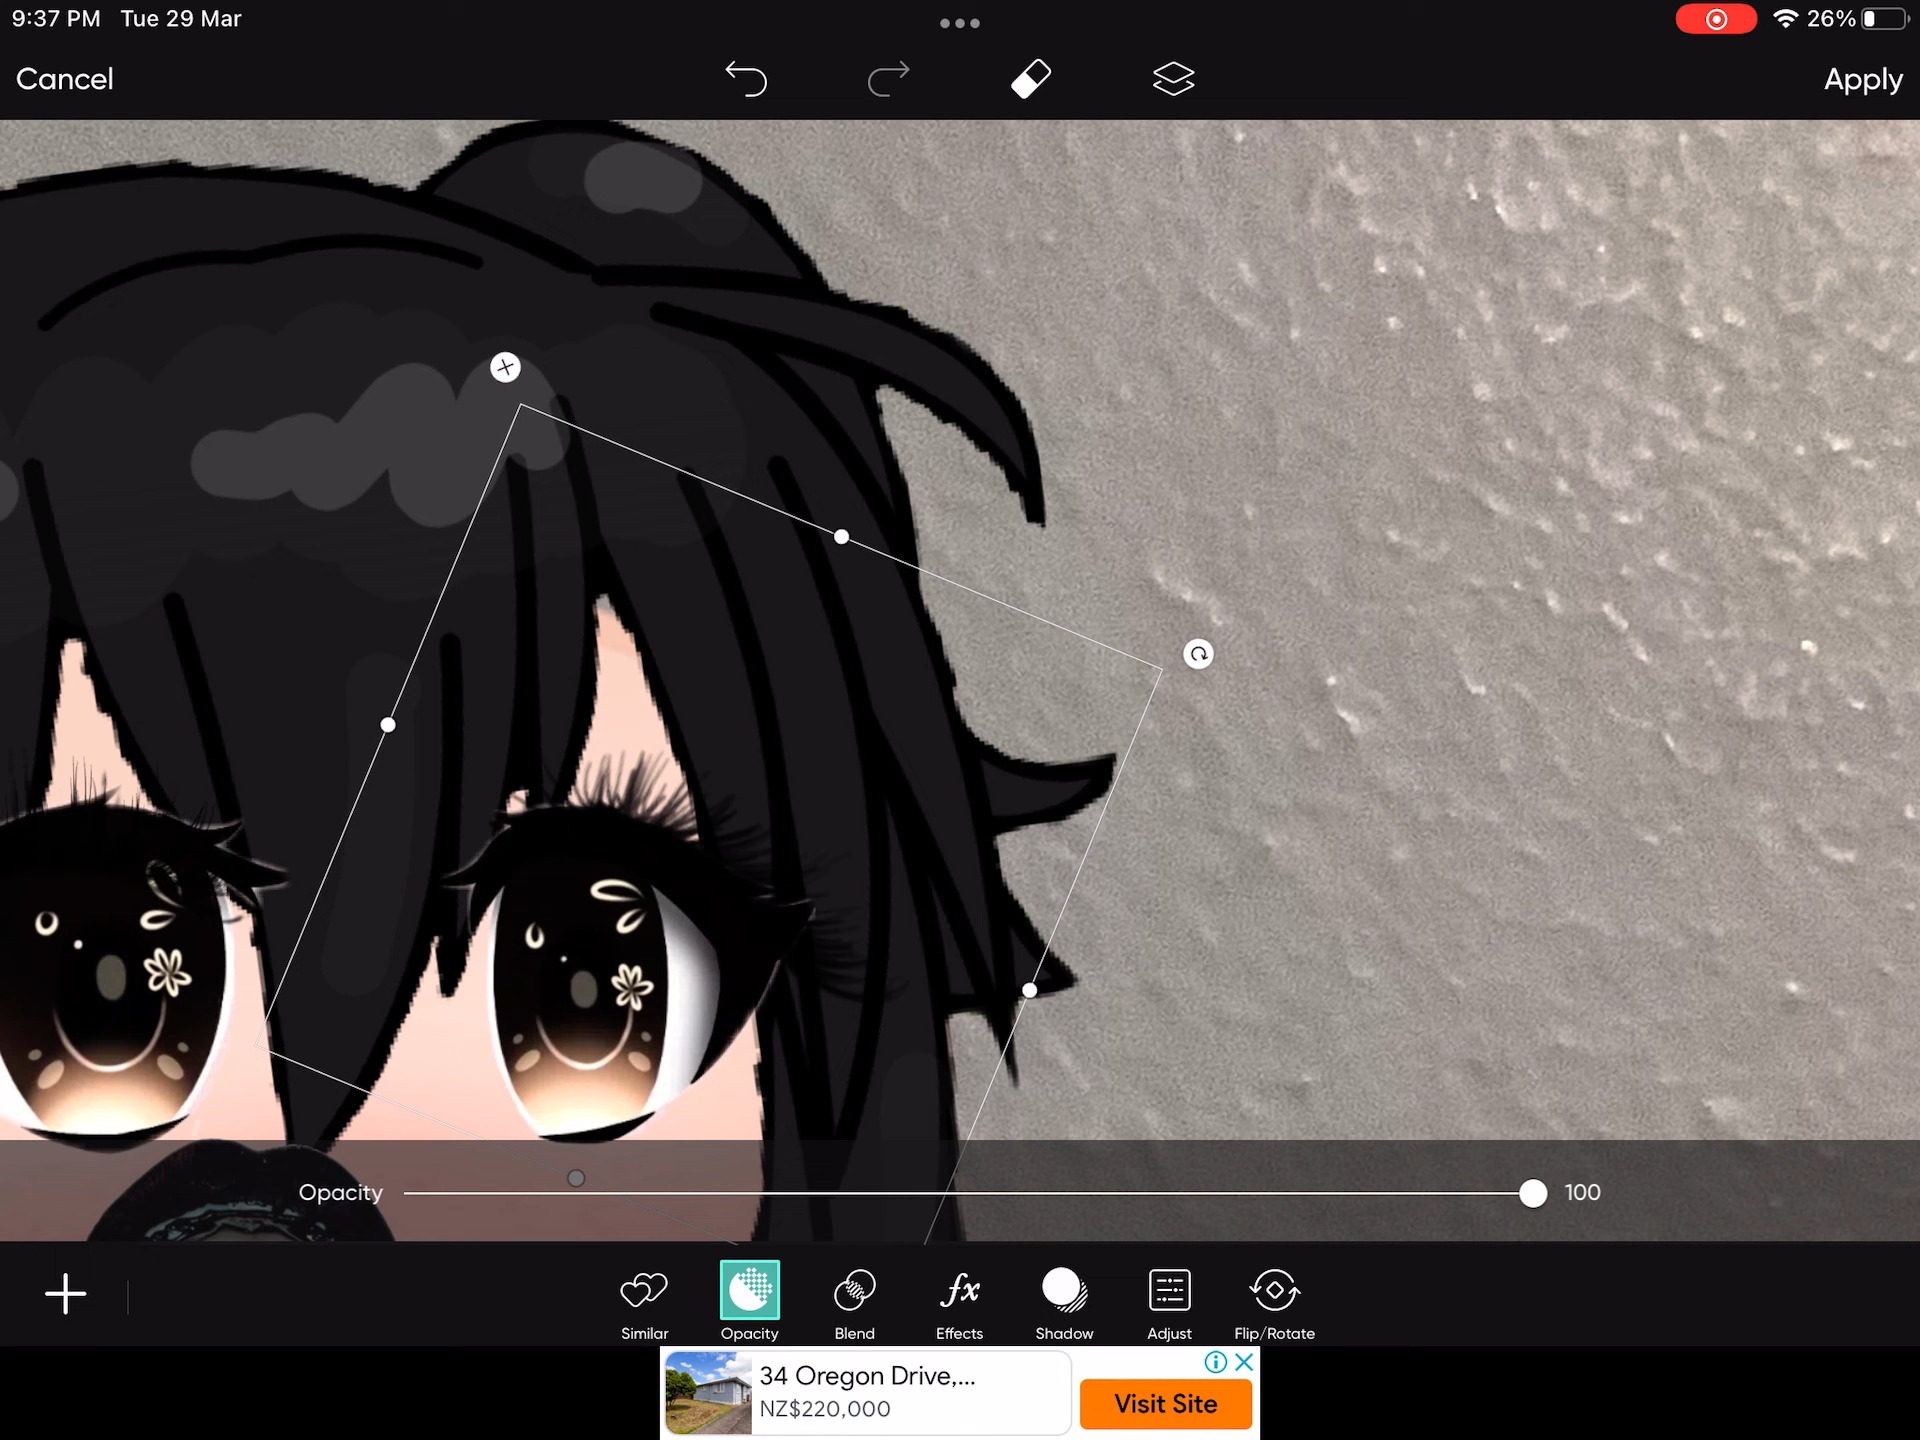 9:37 PM Tue 29 Mar
26%
Cancel
Apply
Opacity
100
Similar
Opacity
Blend
fx
Effects
Shadow
Adjust
Flip/Rotate
34 Oregon Drive,...
NZ$220,000
Visit Site